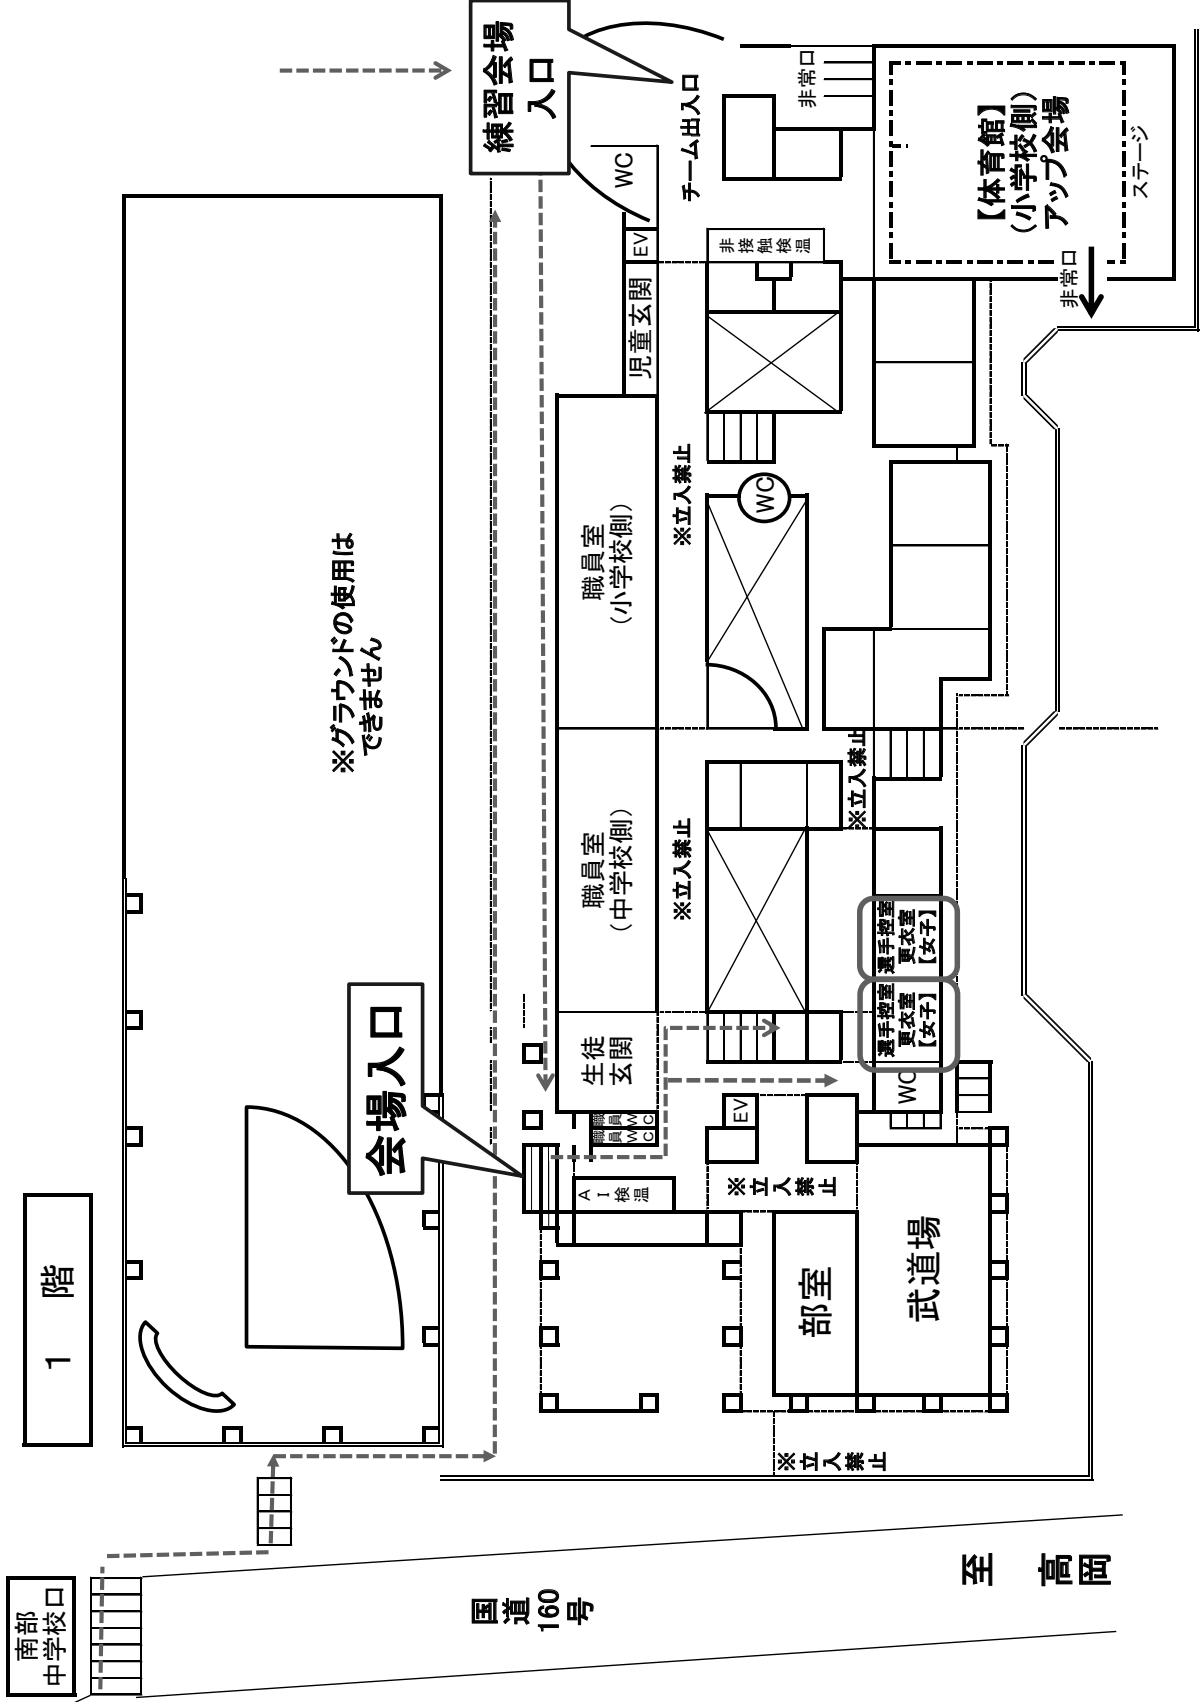 南部
中学校口
1 階
※グラウンドの使用は
できません
会場入口
練習会場
入口
国道160号
AI検温
職員WC
職員WC
生徒
玄関
職員室
(中学校側)
職員室
(小学校側)
児童玄関
EV
WC
※立入禁止
※立入禁止
チーム出入口
※立入禁止
EV
非接触検温
WC
※立入禁止
部室
※立入禁止
非常口
武道場
WC
選手控室
更衣室
【女子】
選手控室
更衣室
【女子】
【体育館】
(小学校側)
アップ会場
至 高岡
非常口
ステージ